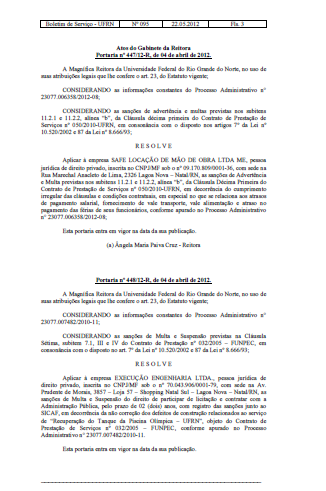 Boletim de Serviço - UFRN Nº 095 22.05.2012 Fls. 3
Atos do Gabinete da Reitora
Portaria nº 447/12-R, de 04 de abril de 2012.
A Magnífica Reitora da Universidade Federal do Rio Grande do Norte, no uso de
suas atribuições legais que lhe confere o art. 23, do Estatuto vigente;
CONSIDERANDO as informações constantes do Processo Administrativo nº
23077.006358/2012-08;
CONSIDERANDO as sanções de advertência e multas previstas nos subitens
11.2.1 e 11.2.2, alínea "b", da Cláusula décima primeira do Contrato de Prestação de
Serviços nº 050/2010-UFRN, em consonância com o disposto nos artigos 7º da Lei nº
10.520/2002 e 87 da Lei nº 8.666/93;
R E S O L V E
Aplicar à empresa SAFE LOCAÇÃO DE MÃO DE OBRA LTDA ME, pessoa
jurídica de direito privado, inscrita no CNPJ/MF sob o nº 09.170.809/0001-36, com sede na
Rua Marechal Anacleto de Lima, 2326 Lagoa Nova – Natal/RN, as sanções de Advertência
e Multa previstas nos subitens 11.2.1 e 11.2.2, alínea "b", da Cláusula Décima Primeira do
Contrato de Prestação de Serviços nº 050/2010-UFRN, em decorrência do cumprimento
irregular das cláusulas e condições contratuais, em especial no que se relaciona aos atrasos
de pagamento salarial, fornecimento de vale transporte, vale alimentação e atraso no
pagamento das férias de seus funcionários, conforme apurado no Processo Administrativo
nº 23077.006358/2012-08;
Esta portaria entra em vigor na data da sua publicação.
(a) Ângela Maria Paiva Cruz - Reitora
Portaria nº 448/12-R, de 04 de abril de 2012.
A Magnífica Reitora da Universidade Federal do Rio Grande do Norte, no uso de
suas atribuições legais que lhe confere o art. 23, do Estatuto vigente;
CONSIDERANDO as informações constantes do Processo Administrativo nº
23077.007482/2010-11;
CONSIDERANDO as sanções de Multa e Suspensão previstas na Cláusula
Sétima, subitem 7.1, III e IV do Contrato de Prestação nº 032/2005 – FUNPEC, em
consonância com o disposto no art. 7º da Lei nº 10.520/2002 e 87 da Lei nº 8.666/93;
R E S O L V E
Aplicar à empresa EXECUÇÃO ENGENHARIA LTDA., pessoa jurídica de
direito privado, inscrita no CNPJ/MF sob o nº 70.043.906/0001-79, com sede na Av.
Prudente de Morais, 3857 – Loja 57 – Shopping Natal Sul – Lagoa Nova – Natal/RN, as
sanções de Multa e Suspensão do direito de participar de licitação e contratar com a
Administração Pública, pelo prazo de 02 (dois) anos, com registro das sanções junto ao
SICAF, em decorrência da não correção dos defeitos de construção relacionados ao serviço
de "Recuperação do Tanque da Piscina Olímpica – UFRN", objeto do Contrato de
Prestação de Serviços nº 032/2005 – FUNPEC, conforme apurado no Processo
Administrativo nº 23077.007482/2010-11.
Esta portaria entra em vigor na data da sua publicação.